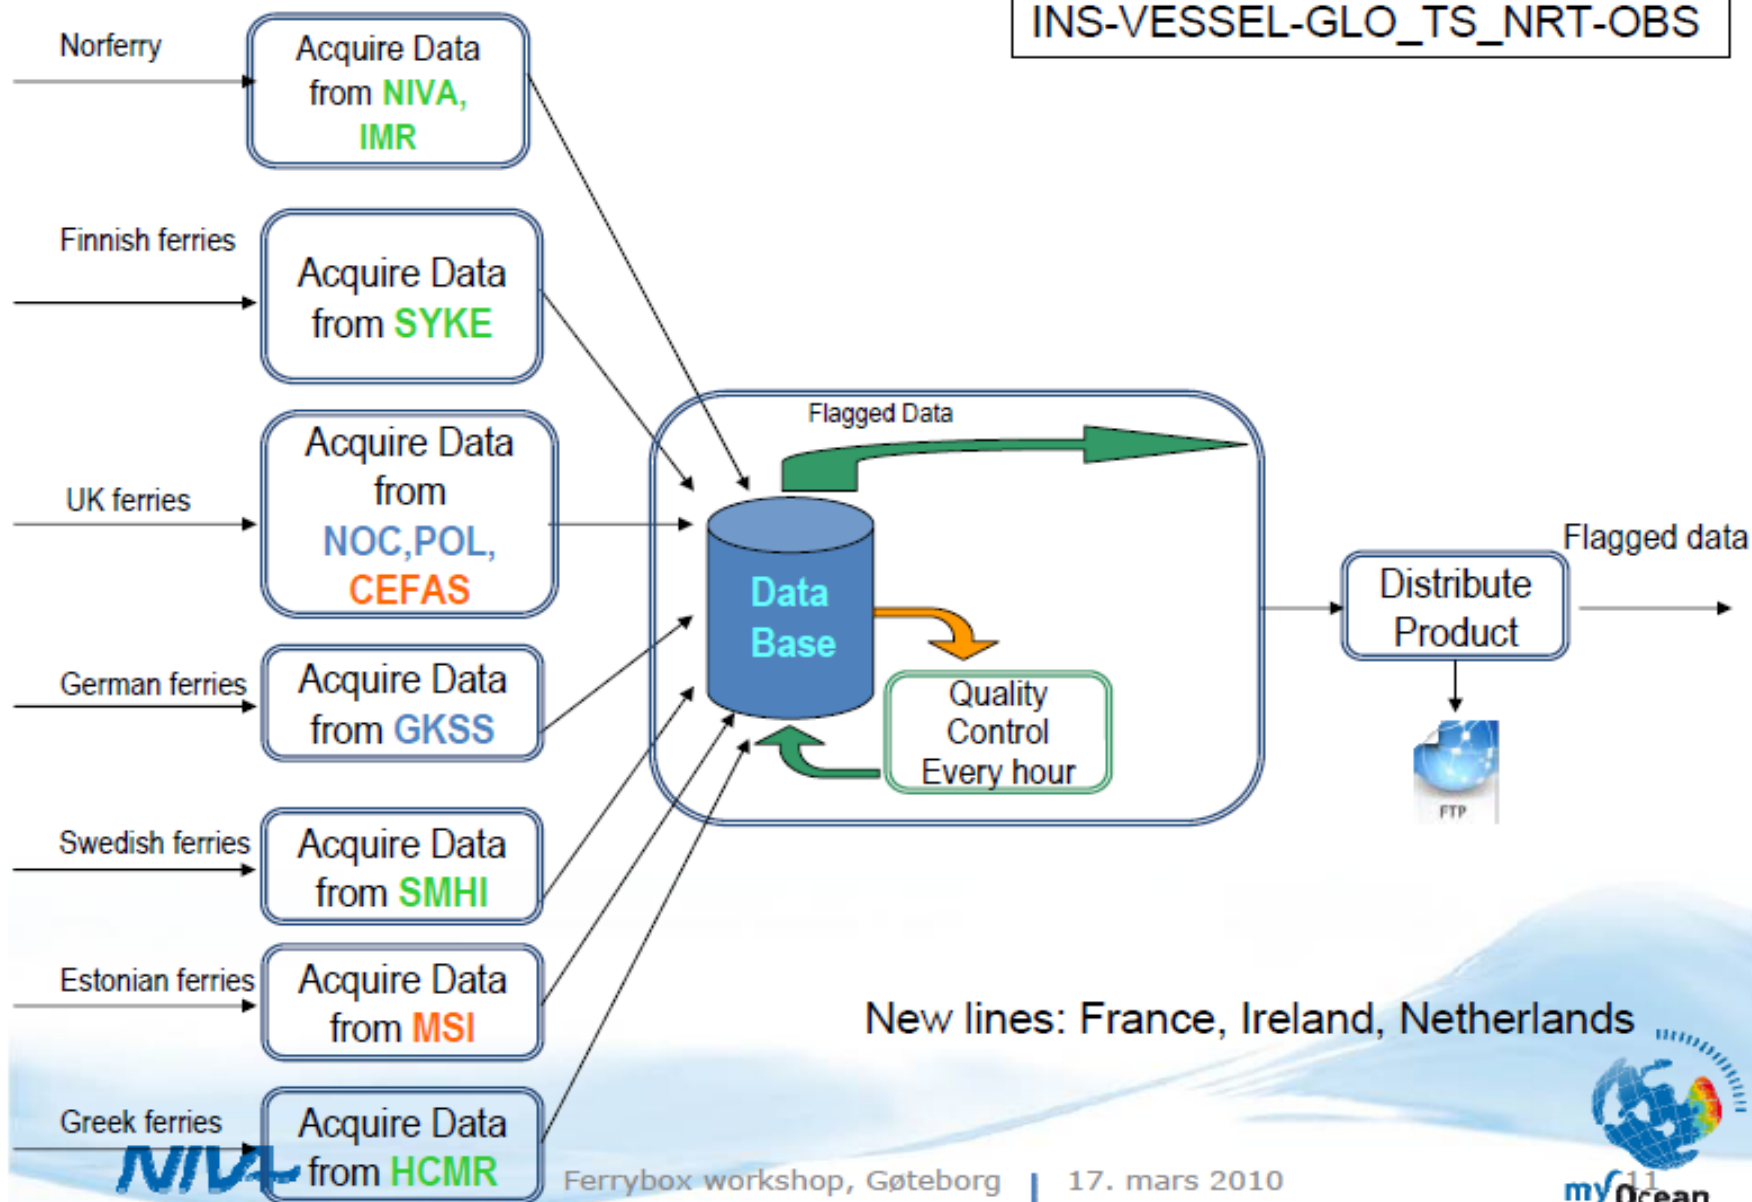 INS-VESSEL-GLO_TS_NRT-OBS
Norferry
Acquire Data
from NIVA,
IMR
Finnish ferries
Acquire Data
from SYKE
UK ferries
Acquire Data
from
NOC,POL,
CEFAS
German ferries
Acquire Data
from GKSS
Swedish ferries
Acquire Data
from SMHI
Estonian ferries
Acquire Data
from MSI
Greek ferries
Acquire Data
from HCMR
Flagged Data
Data
Base
Quality
Control
Every hour
Distribute
Product
Flagged data
FTP
New lines: France, Ireland, Netherlands
NIVA
Ferrybox workshop, Gøteborg | 17. mars 2010
11
my Ocean